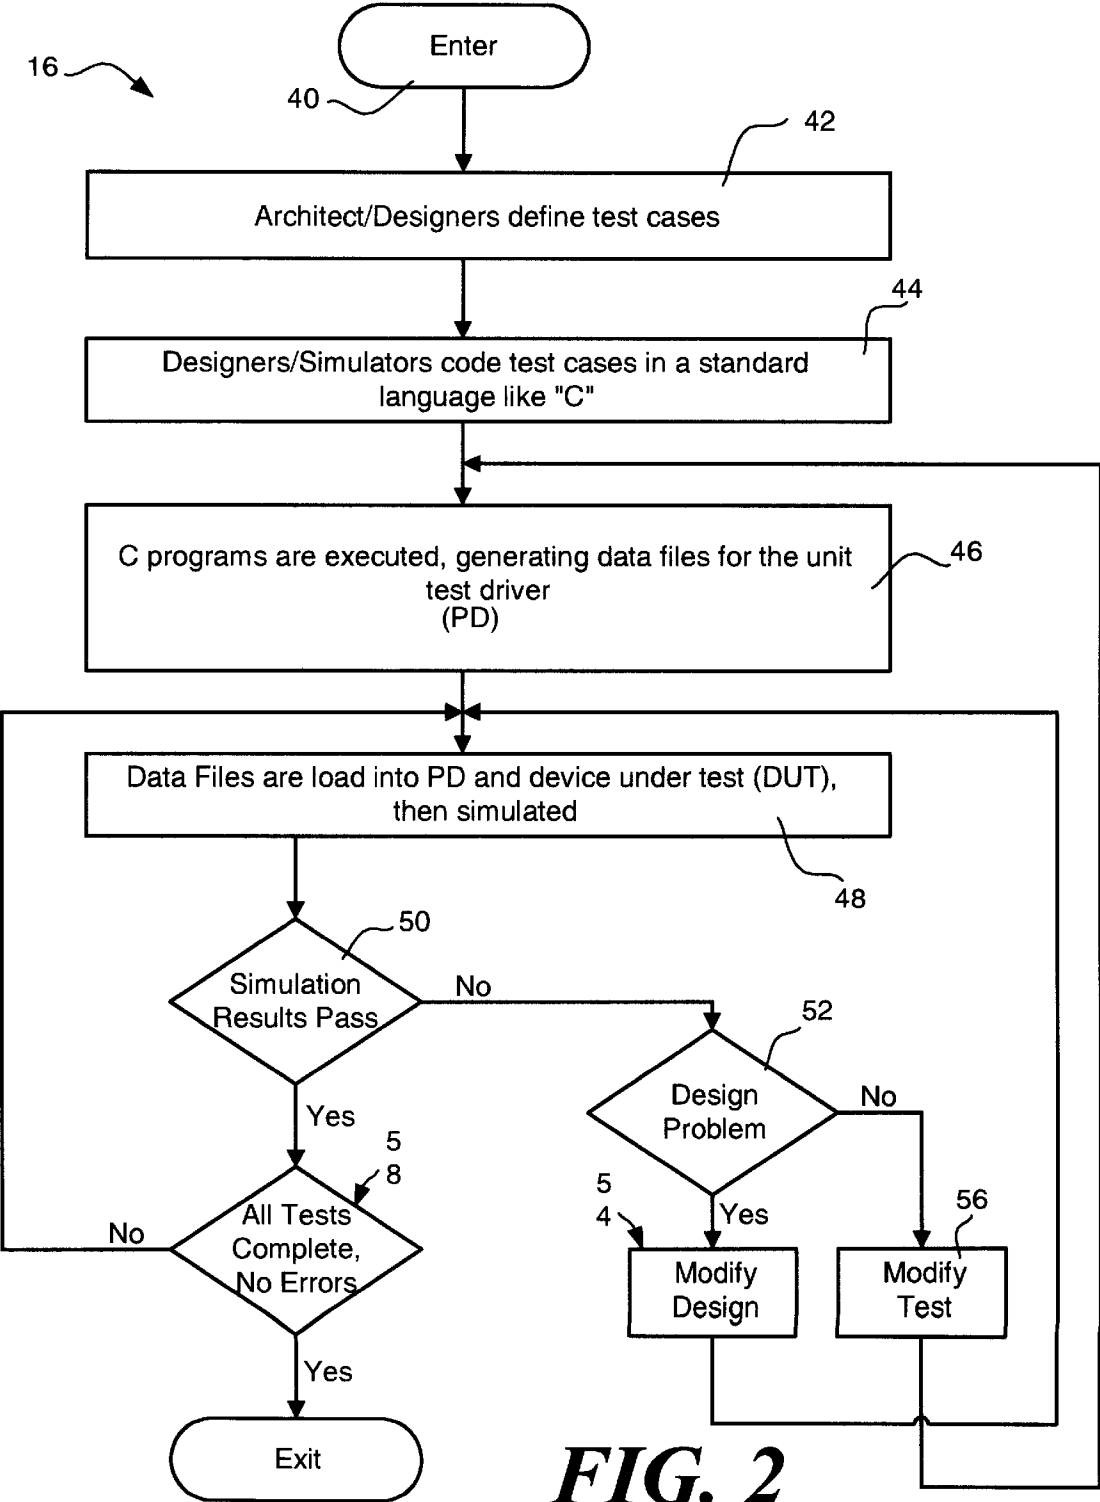 Enter
16
40
42
Architect/Designers define test cases
44
Designers/Simulators code test cases in a standard
language like "C"
C programs are executed, generating data files for the unit
test driver
(PD)
46
Data Files are load into PD and device under test (DUT),
then simulated
48
50
Simulation
Results Pass
No
52
Design
Problem
No
Yes
5
8
All Tests
Complete,
No Errors
No
5
4
Yes
56
Modify
Design
Modify
Test
Yes
Exit
FIG. 2